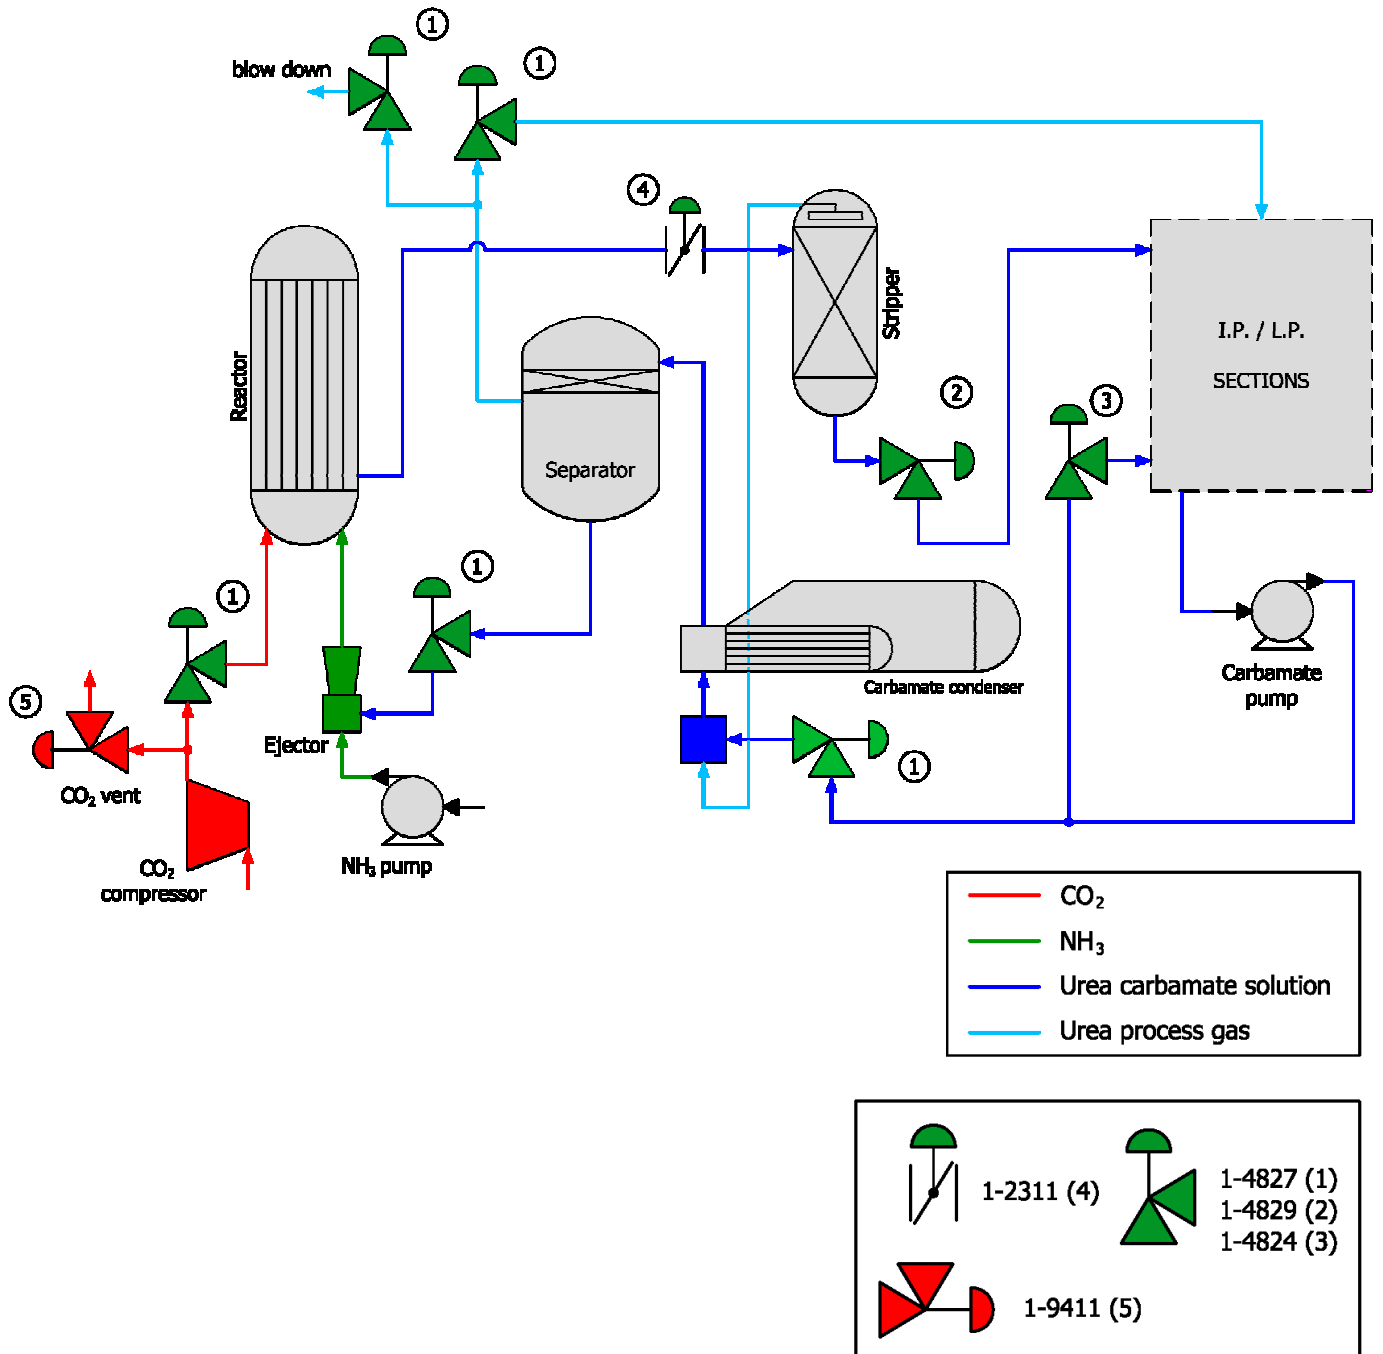 ①
①
blow down
④
Stripper
I.P. / L.P.
SECTIONS
Reactor
②
③
Separator
①
①
Carbamate
pump
Carbamate condenser
⑤
Ejector
①
CO₂ vent
NH₃ pump
CO₂
compressor
CO₂
NH₃
Urea carbamate solution
Urea process gas
1-2311 (4)
1-4827 (1)
1-4829 (2)
1-4824 (3)
1-9411 (5)